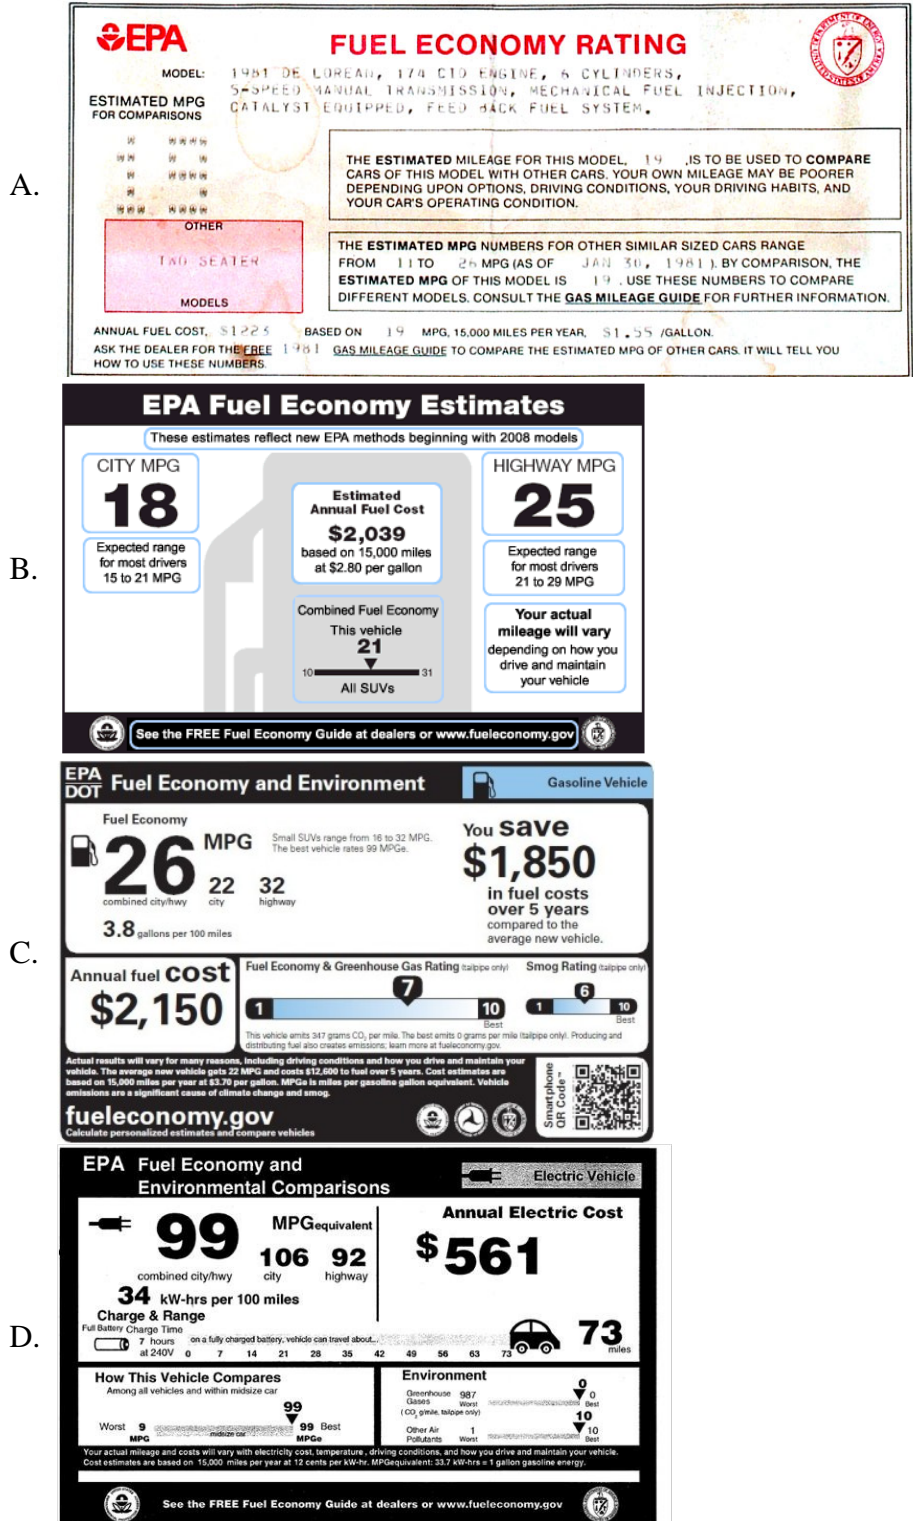 A.
EPA
FUEL ECONOMY RATING
MODEL: 1981 DE LOREAN, 174 CID ENGINE, 6 CYLINDERS,
5-SPEED MANUAL TRANSMISSION, MECHANICAL FUEL INJECTION,
CATALYST EQUIPPED, FEED BACK FUEL SYSTEM.
ESTIMATED MPG
FOR COMPARISONS
19
THE ESTIMATED MILEAGE FOR THIS MODEL, 19 ,IS TO BE USED TO COMPARE
CARS OF THIS MODEL WITH OTHER CARS. YOUR OWN MILEAGE MAY BE POORER
DEPENDING UPON OPTIONS, DRIVING CONDITIONS, YOUR DRIVING HABITS, AND
YOUR CAR'S OPERATING CONDITION.
OTHER
TWO SEATER
MODELS
THE ESTIMATED MPG NUMBERS FOR OTHER SIMILAR SIZED CARS RANGE
FROM 11 TO 26 MPG (AS OF JAN 30, 1981 ). BY COMPARISON, THE
ESTIMATED MPG OF THIS MODEL IS 19 . USE THESE NUMBERS TO COMPARE
DIFFERENT MODELS. CONSULT THE GAS MILEAGE GUIDE FOR FURTHER INFORMATION.
ANNUAL FUEL COST, $1223 BASED ON 19 MPG, 15,000 MILES PER YEAR, $1.55 /GALLON.
ASK THE DEALER FOR THE FREE 1981 GAS MILEAGE GUIDE TO COMPARE THE ESTIMATED MPG OF OTHER CARS. IT WILL TELL YOU
HOW TO USE THESE NUMBERS.
B.
EPA Fuel Economy Estimates
These estimates reflect new EPA methods beginning with 2008 models
CITY MPG
18
Expected range
for most drivers
15 to 21 MPG
Estimated
Annual Fuel Cost
$2,039
based on 15,000 miles
at $2.80 per gallon
Combined Fuel Economy
This vehicle
21
10 31
All SUVs
HIGHWAY MPG
25
Expected range
for most drivers
21 to 29 MPG
Your actual
mileage will vary
depending on how you
drive and maintain
your vehicle
See the FREE Fuel Economy Guide at dealers or www.fueleconomy.gov
C.
EPA
DOT
Fuel Economy and Environment
Gasoline Vehicle
Fuel Economy
26 MPG
combined city/hwy
22
city
32
highway
3.8 gallons per 100 miles
Small SUVs range from 16 to 32 MPG.
The best vehicle rates 99 MPGe.
You save
$1,850
in fuel costs
over 5 years
compared to the
average new vehicle.
Annual fuel cost
$2,150
Fuel Economy & Greenhouse Gas Rating (tailpipe only)
1 7 10
Best
Smog Rating (tailpipe only)
1 6 10
Best
This vehicle emits 347 grams CO₂ per mile. The best emits 0 grams per mile (tailpipe only). Producing and
distributing fuel also creates emissions; learn more at fueleconomy.gov.
Actual results will vary for many reasons, including driving conditions and how you drive and maintain your
vehicle. The average new vehicle gets 22 MPG and costs $12,600 to fuel over 5 years. Cost estimates are
based on 15,000 miles per year at $3.70 per gallon. MPGe is miles per gasoline gallon equivalent. Vehicle
emissions are a significant cause of climate change and smog.
fueleconomy.gov
Calculate personalized estimates and compare vehicles
Smartphone
QR Code™
D.
EPA Fuel Economy and
Environmental Comparisons
Electric Vehicle
99 MPGequivalent
combined city/hwy
106
city
92
highway
34 kW-hrs per 100 miles
Annual Electric Cost
$561
Charge & Range
Full Battery Charge Time
7 hours
at 240V
on a fully charged battery, vehicle can travel about...
0 7 14 21 28 35 42 49 56 63 73
73
miles
How This Vehicle Compares
Among all vehicles and within midsize car
99
Worst 9
MPG
midsize car
99 Best
MPGe
Environment
Greenhouse
Gases
(CO₂ g/mile, tailpipe only)
987
Worst
0
0
Best
Other Air
Pollutants
1
Worst
10
10
Best
Your actual mileage and costs will vary with electricity cost, temperature, driving conditions, and how you drive and maintain your vehicle.
Cost estimates are based on 15,000 miles per year at 12 cents per kW-hr. MPGequivalent: 33.7 kW-hrs = 1 gallon gasoline energy.
See the FREE Fuel Economy Guide at dealers or www.fueleconomy.gov